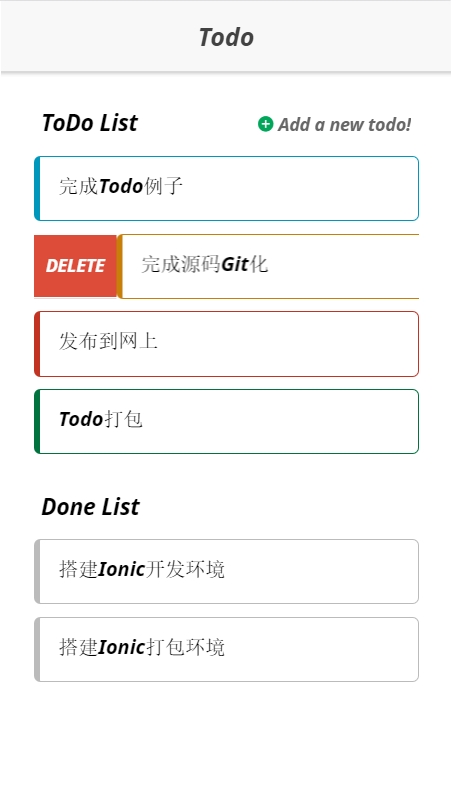 Todo
ToDo List
Add a new todo!
完成Todo例子
DELETE
完成源码Git化
发布到网上
Todo打包
Done List
搭建Ionic开发环境
搭建Ionic打包环境